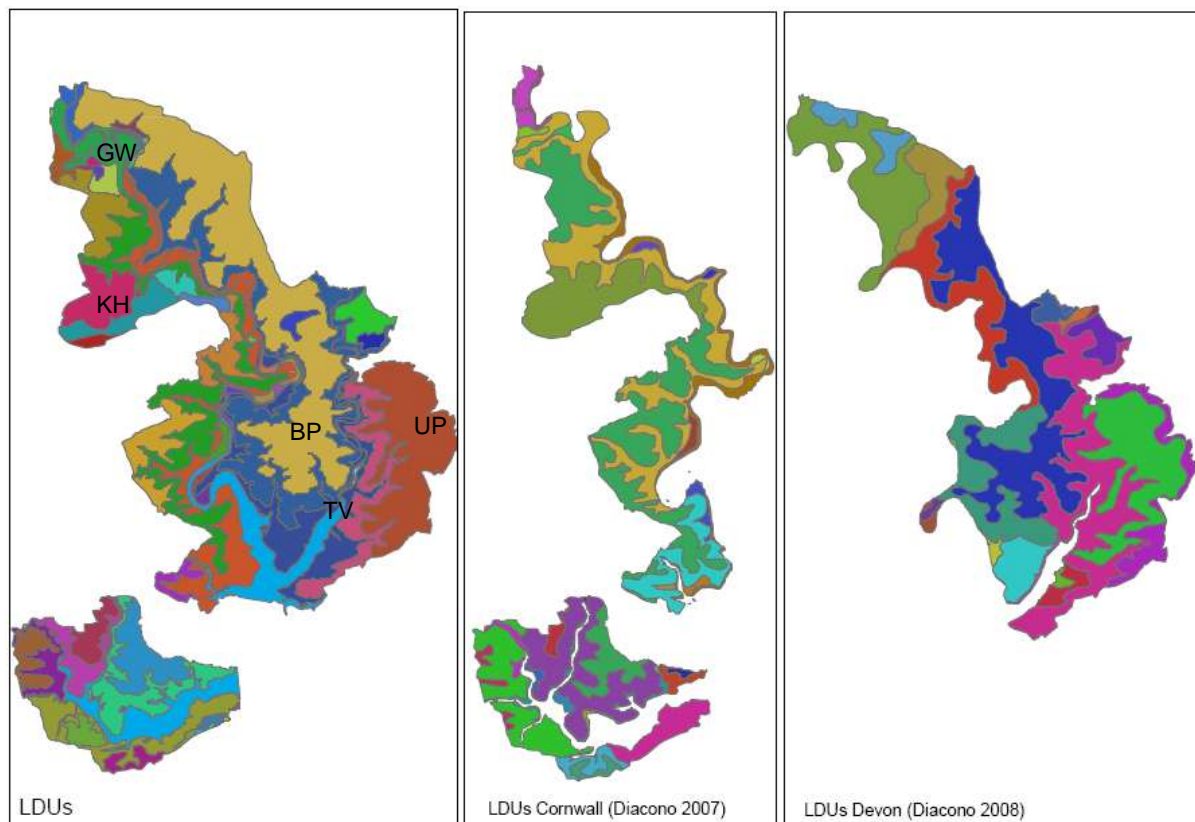 GW
KH
BP
UP
TV
LDUs
LDUs Cornwall (Diacono 2007)
LDUs Devon (Diacono 2008)